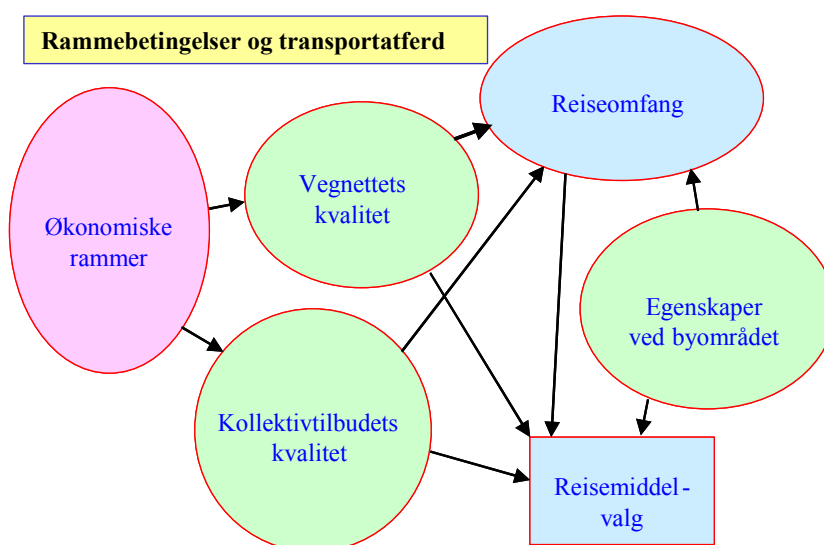 Rammebetingelser og transportatferd
Reiseomfang
Vegnettets
kvalitet
Økonomiske
rammer
Egenskaper
ved byområdet
Kollektivtilbudets
kvalitet
Reisemiddel-
valg